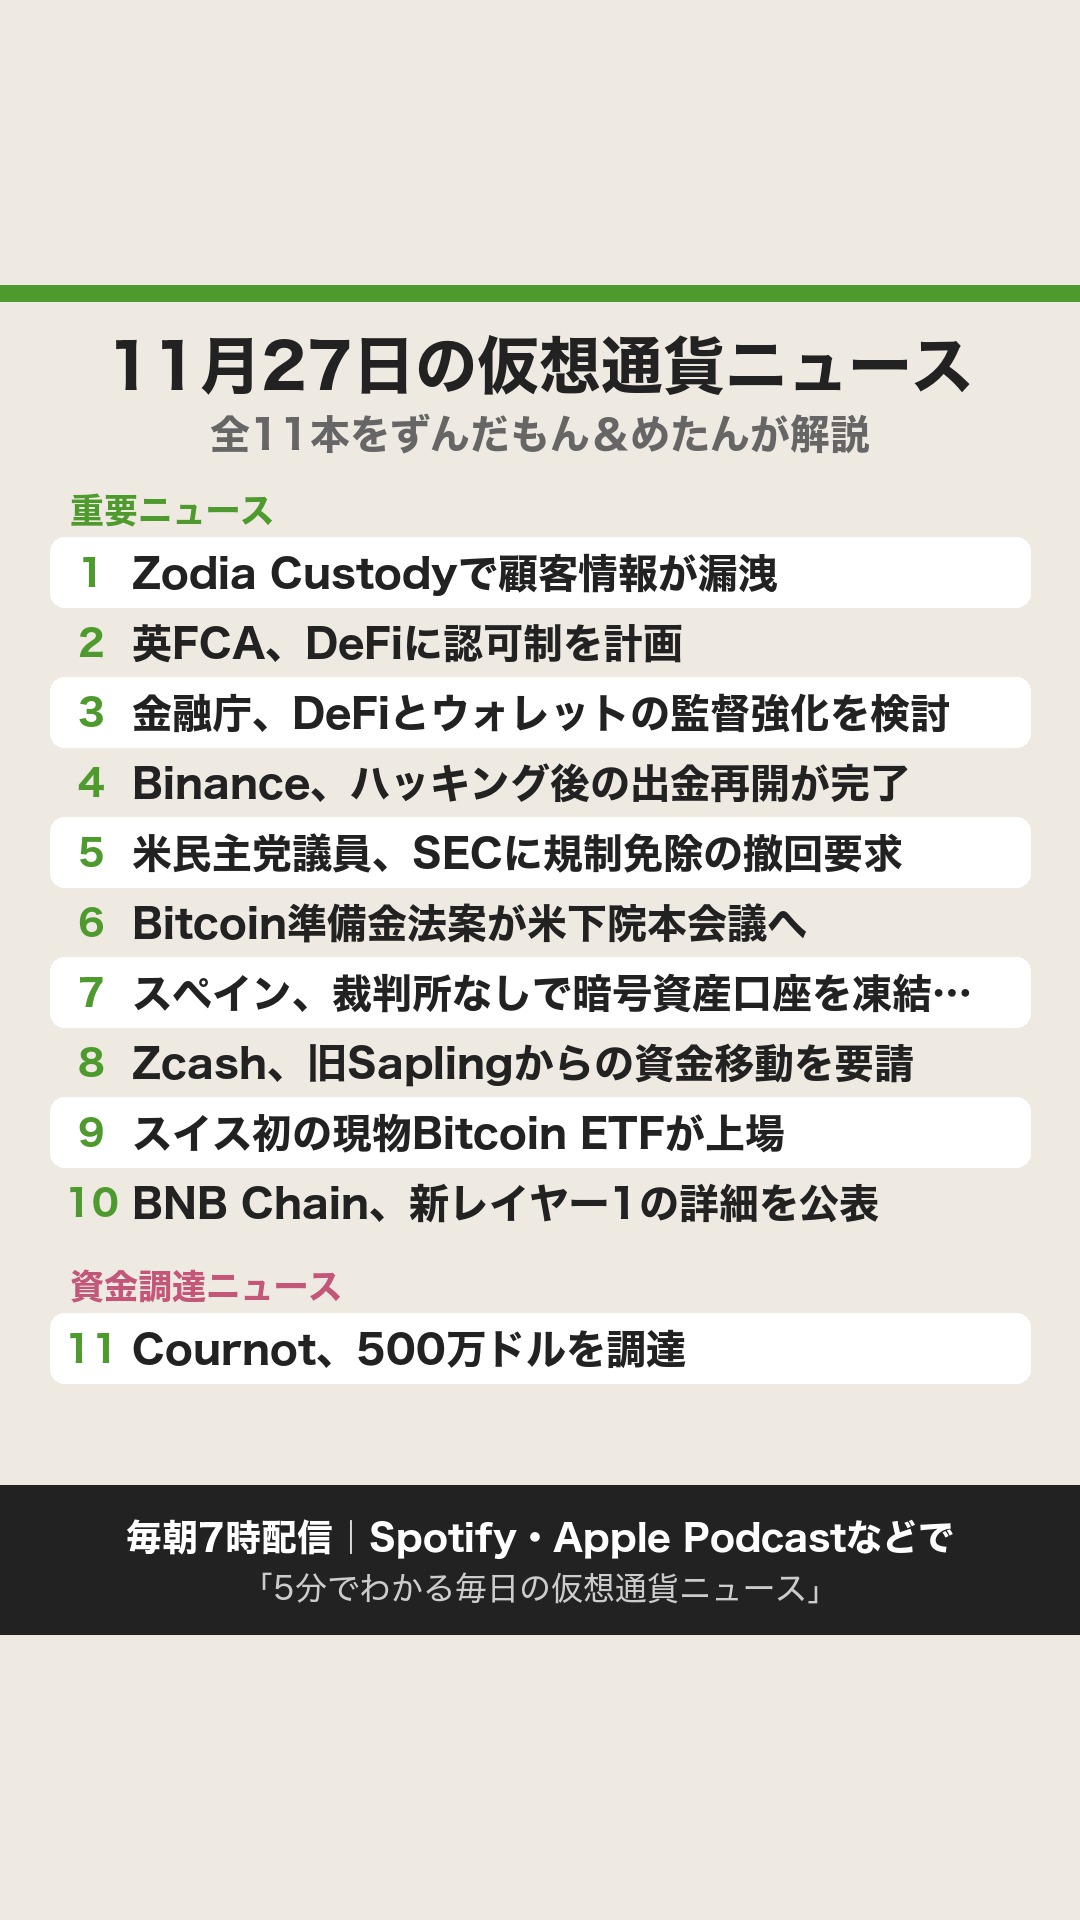 11月27日の仮想通貨ニュース
全11本をずんだもん＆めたんが解説
重要ニュース
1 Zodia Custodyで顧客情報が漏洩
2 英FCA、DeFiに認可制を計画
3 金融庁、DeFiとウォレットの監督強化を検討
4 Binance、ハッキング後の出金再開が完了
5 米民主党議員、SECに規制免除の撤回要求
6 Bitcoin準備金法案が米下院本会議へ
7 スペイン、裁判所なしで暗号資産口座を凍結…
8 Zcash、旧Saplingからの資金移動を要請
9 スイス初の現物Bitcoin ETFが上場
10 BNB Chain、新レイヤー1の詳細を公表
資金調達ニュース
11 Cournot、500万ドルを調達
毎朝7時配信｜Spotify・Apple Podcastなどで
「5分でわかる毎日の仮想通貨ニュース」